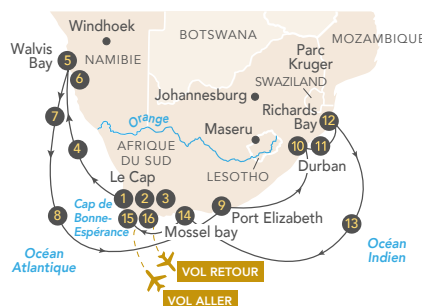 Windhoek
BOTSWANA
MOZAMBIQUE
Walvis
Bay
NAMIBIE
Parc
Kruger
5
6
SWAZILAND
Johannesburg
Richards
Bay
7
Orange
12
Maseru
4
AFRIQUE
DU SUD
10
11
LESOTHO
Durban
Le Cap
1
2
3
Cap de
Bonne-
Espérance
15
16
8
14
9
Port Elizabeth
Mossel bay
13
Océan
Atlantique
Océan
Indien
VOL RETOUR
VOL ALLER